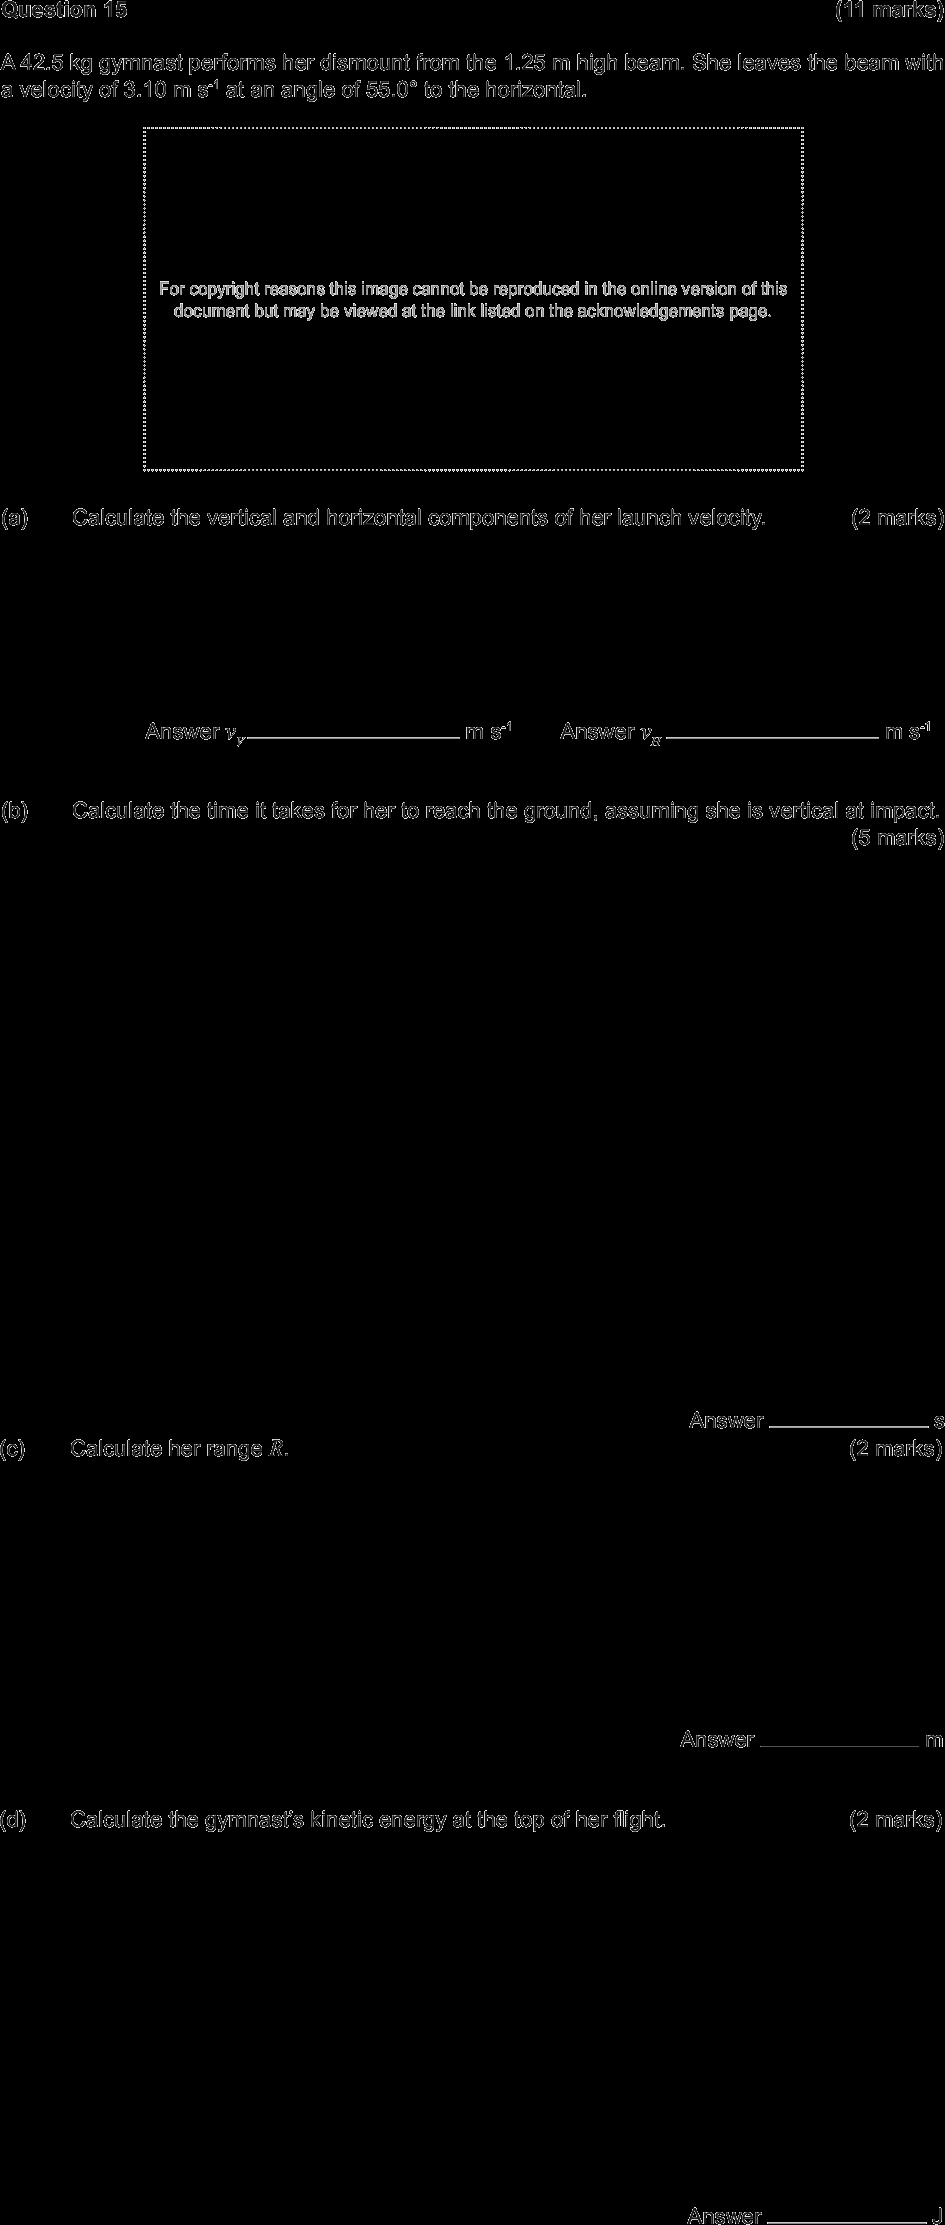 Question 15 (11 marks)
A 42.5 kg gymnast performs her dismount from the 1.25 m high beam. She leaves the beam with
a velocity of 3.10 m s⁻¹ at an angle of 55.0° to the horizontal.
For copyright reasons this image cannot be reproduced in the online version of this
document but may be viewed at the link listed on the acknowledgements page.
(a) Calculate the vertical and horizontal components of her launch velocity. (2 marks)
Answer v_V ____________ m s⁻¹ Answer v_H ____________ m s⁻¹
(b) Calculate the time it takes for her to reach the ground, assuming she is vertical at impact.
(5 marks)
Answer ____________ s
(c) Calculate her range R. (2 marks)
Answer ____________ m
(d) Calculate the gymnast's kinetic energy at the top of her flight. (2 marks)
Answer ____________ J